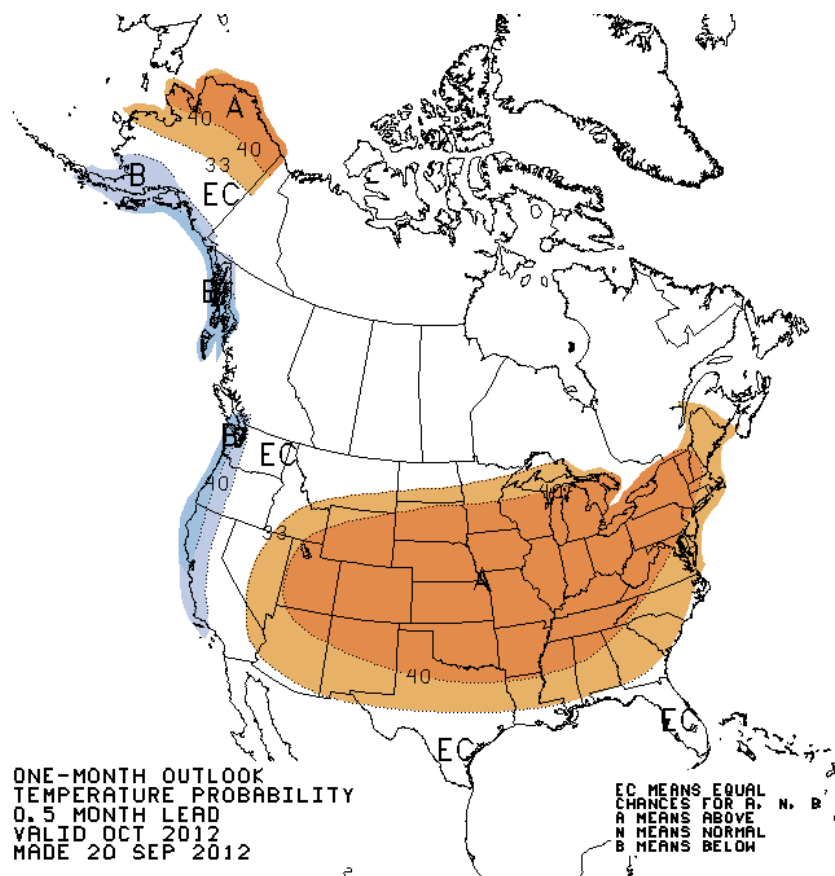 A
40
40
33
B
EC
B
B
EC
40
40
33
A
40
EC
EC
ONE-MONTH OUTLOOK
TEMPERATURE PROBABILITY
0.5 MONTH LEAD
VALID OCT 2012
MADE 20 SEP 2012
EC MEANS EQUAL
CHANCES FOR A, N, B
A MEANS ABOVE
N MEANS NORMAL
B MEANS BELOW